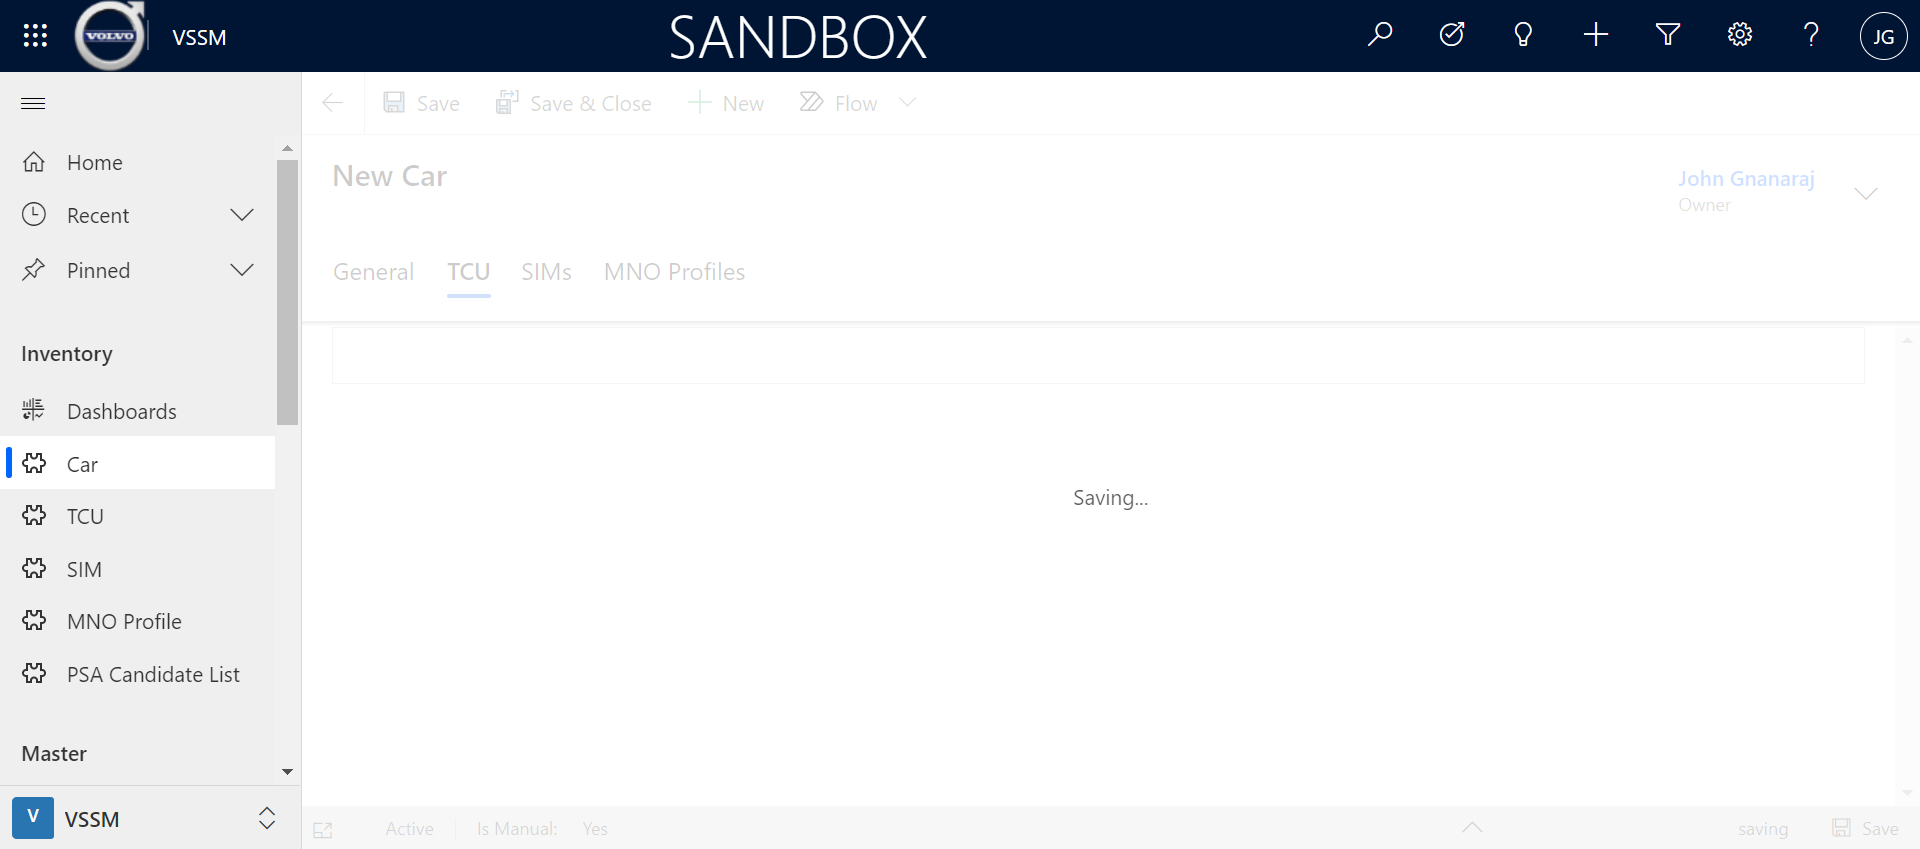 VOLVO
VSSM
SANDBOX
JG
Home
Recent
Pinned
Inventory
Dashboards
Car
TCU
SIM
MNO Profile
PSA Candidate List
Master
V
VSSM
Save
Save & Close
New
Flow
New Car
John Gnanaraj
Owner
General
TCU
SIMs
MNO Profiles
Saving...
Active
Is Manual: Yes
saving
Save